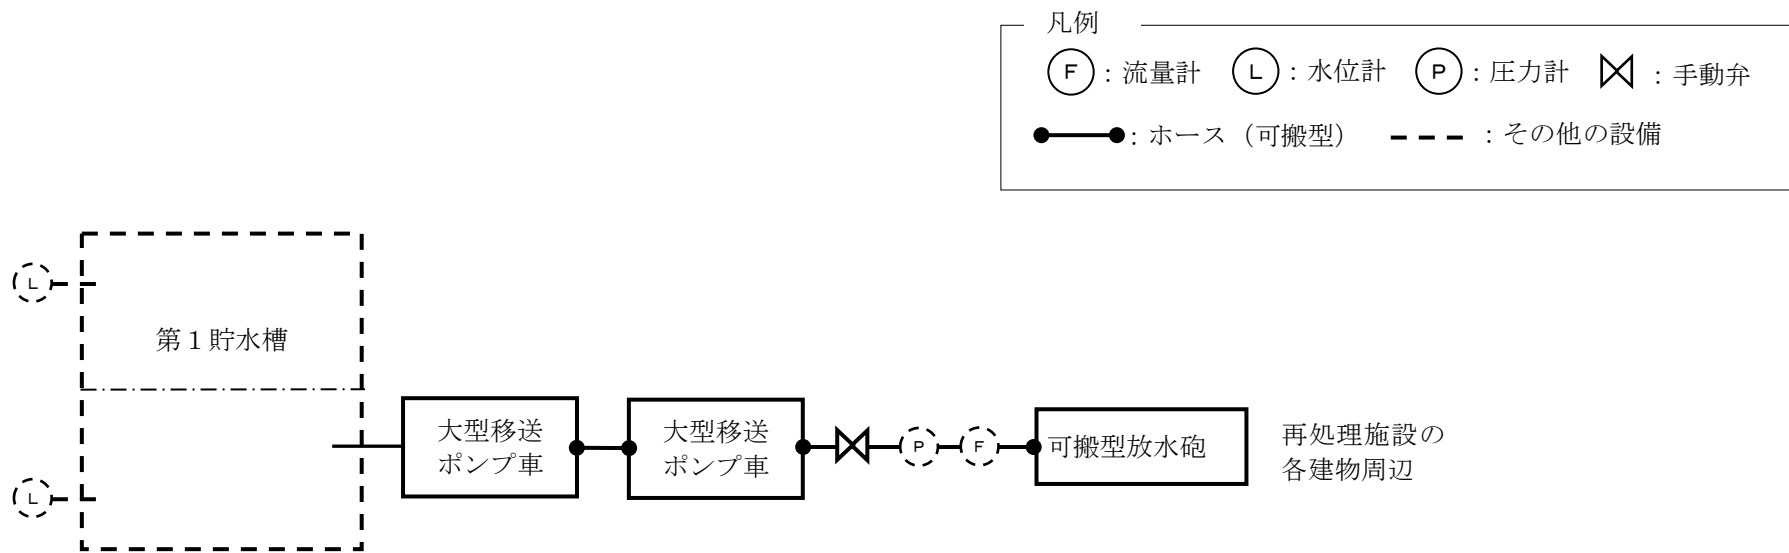 凡例
F：流量計 L：水位計 P：圧力計 ：手動弁
：ホース（可搬型） ：その他の設備
L
第１貯水槽
大型移送
ポンプ車
大型移送
ポンプ車
P
F
可搬型放水砲
再処理施設の
各建物周辺
L